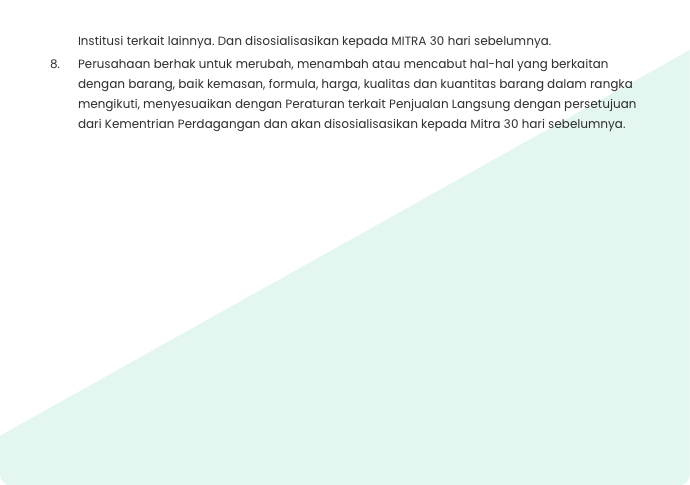 Institusi terkait lainnya. Dan disosialisasikan kepada MITRA 30 hari sebelumnya.
8. Perusahaan berhak untuk merubah, menambah atau mencabut hal-hal yang berkaitan
dengan barang, baik kemasan, formula, harga, kualitas dan kuantitas barang dalam rangka
mengikuti, menyesuaikan dengan Peraturan terkait Penjualan Langsung dengan persetujuan
dari Kementrian Perdagangan dan akan disosialisasikan kepada Mitra 30 hari sebelumnya.